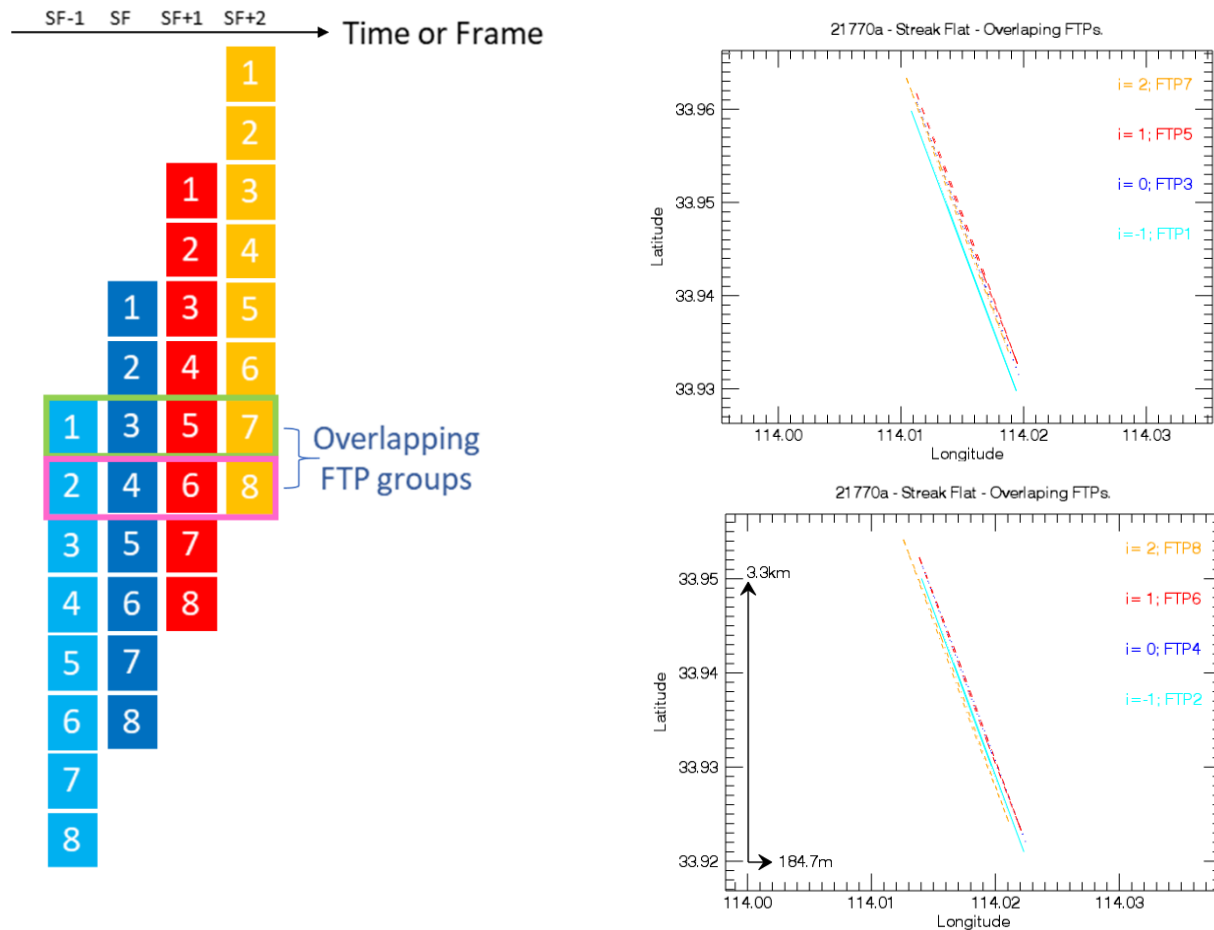 SF-1 SF SF+1 SF+2
Time or Frame
1
2
1 3
2 4
1 3 5
2 4 6
1 3 5 7
2 4 6 8
3 5 7
4 6 8
5 7
6 8
7
8
Overlapping
FTP groups
21770a - Streak Flat - Overlaping FTPs.
i= 2; FTP7
i= 1; FTP5
i= 0; FTP3
i=-1; FTP1
33.96
33.95
33.94
33.93
Latitude
114.00 114.01 114.02 114.03
Longitude
21770a - Streak Flat - Overlaping FTPs.
i= 2; FTP8
i= 1; FTP6
i= 0; FTP4
i=-1; FTP2
3.3km
184.7m
33.95
33.94
33.93
33.92
Latitude
114.00 114.01 114.02 114.03
Longitude